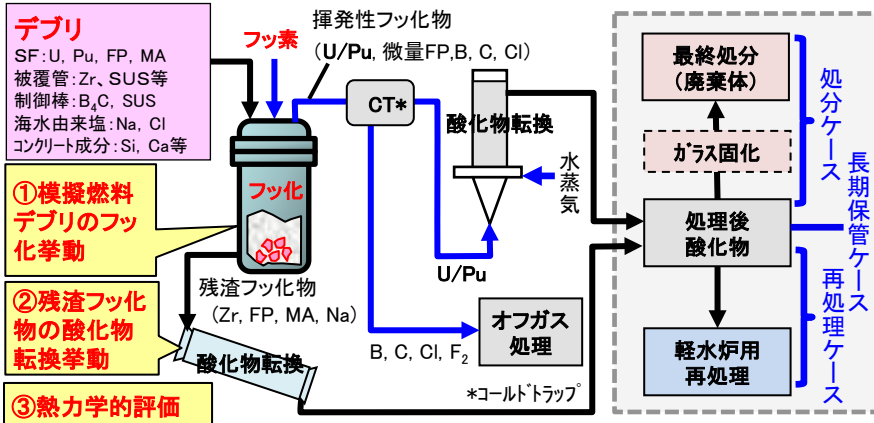 デブリ
SF:U, Pu, FP, MA
被覆管:Zr、SUS等
制御棒:B₄C, SUS
海水由来塩:Na, Cl
コンクリート成分:Si, Ca等
フッ素
揮発性フッ化物
(U/Pu, 微量FP,B, C, Cl)
CT*
酸化物転換
水蒸気
U/Pu
フッ化
①模擬燃料
デブリのフッ
化挙動
残渣フッ化物
(Zr, FP, MA, Na)
②残渣フッ化
物の酸化物
転換挙動
酸化物転換
③熱力学的評価
B, C, Cl, F₂
オフガス
処理
*コールドトラップ
最終処分
(廃棄体)
ガラス固化
処理後
酸化物
軽水炉用
再処理
処分ケース
長期保管ケース
再処理ケース